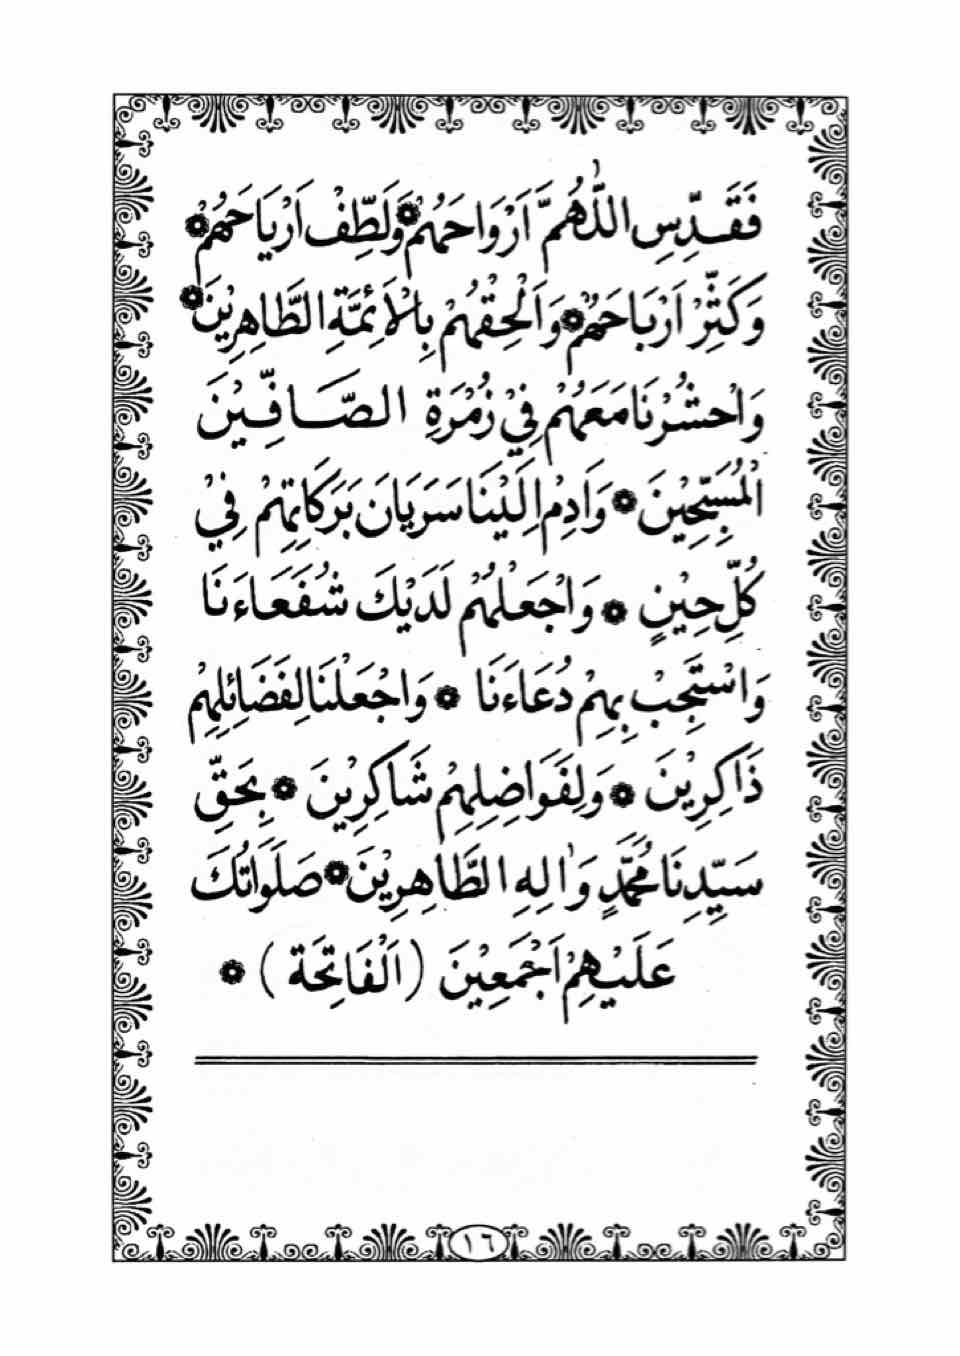 فَقَدِّسِ اللّٰهُمَّ اَرْوَاحَهُمْ ۞ وَلَطِّفْ اَرْيَاحَهُمْ ۞
وَكَثِّرْ اَرْبَاحَهُمْ ۞ وَاَلْحِقْهُمْ بِالْاَئِمَّةِ الطَّاهِرِيْنَ ۞
وَاحْشُرْنَا مَعَهُمْ فِيْ زُمْرَةِ الصَّافِّيْنَ
الْمُسَبِّحِيْنَ ۞ وَاَدِمْ اِلَيْنَا سَرَيَانَ بَرَكَاتِهِمْ فِيْ
كُلِّ حِيْنٍ ۞ وَاجْعَلْهُمْ لَدَيْكَ شُفَعَاءَنَا
وَاسْتَجِبْ بِهِمْ دُعَاءَنَا ۞ وَاجْعَلْنَا لِفَضَائِلِهِمْ
ذَاكِرِيْنَ ۞ وَلِفَوَاضِلِهِمْ شَاكِرِيْنَ ۞ بِحَقِّ
سَيِّدِنَا مُحَمَّدٍ وَاٰلِهِ الطَّاهِرِيْنَ ۞ صَلَوَاتُكَ
عَلَيْهِمْ اَجْمَعِيْنَ (اَلْفَاتِحَة) ۞
١٦